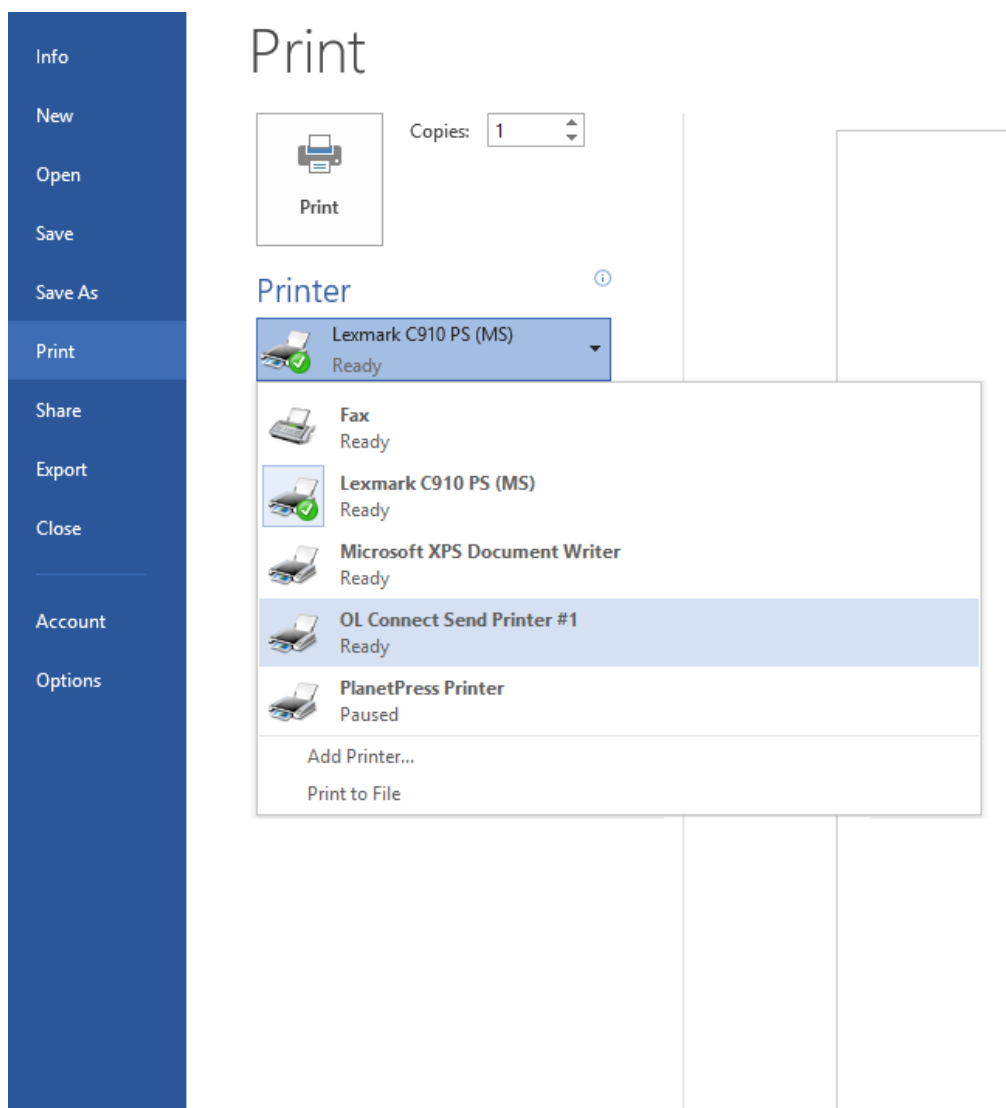 Info
New
Open
Save
Save As
Print
Share
Export
Close
Account
Options
Print
Print
Copies: 1
Printer
Lexmark C910 PS (MS)
Ready
Fax
Ready
Lexmark C910 PS (MS)
Ready
Microsoft XPS Document Writer
Ready
OL Connect Send Printer #1
Ready
PlanetPress Printer
Paused
Add Printer...
Print to File